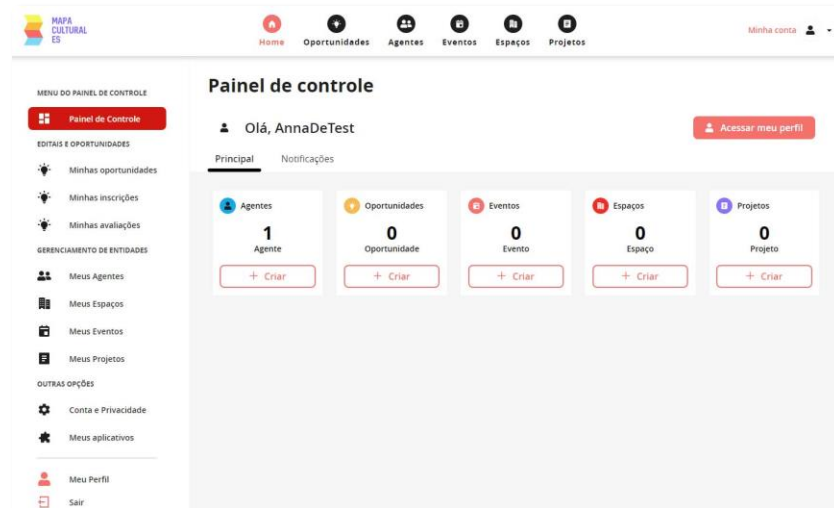 MAPA
CULTURAL
ES
Home
Oportunidades
Agentes
Eventos
Espaços
Projetos
Minha conta
MENU DO PAINEL DE CONTROLE
Painel de Controle
EDITAIS E OPORTUNIDADES
Minhas oportunidades
Minhas inscrições
Minhas avaliações
GERENCIAMENTO DE ENTIDADES
Meus Agentes
Meus Espaços
Meus Eventos
Meus Projetos
OUTRAS OPÇÕES
Conta e Privacidade
Meus aplicativos
Meu Perfil
Sair
Painel de controle
Olá, AnnaDeTest
Acessar meu perfil
Principal
Notificações
Agentes
1
Agente
+ Criar
Oportunidades
0
Oportunidade
+ Criar
Eventos
0
Evento
+ Criar
Espaços
0
Espaço
+ Criar
Projetos
0
Projeto
+ Criar